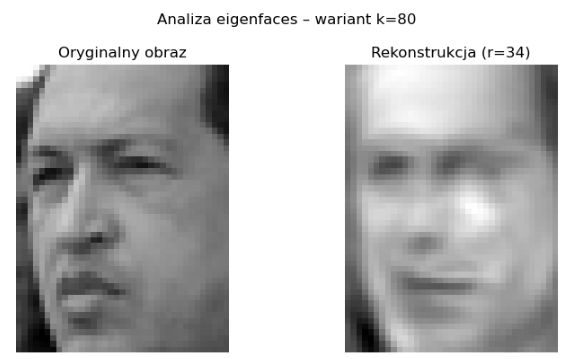 Analiza eigenfaces – wariant k=80
Oryginalny obraz
Rekonstrukcja (r=34)